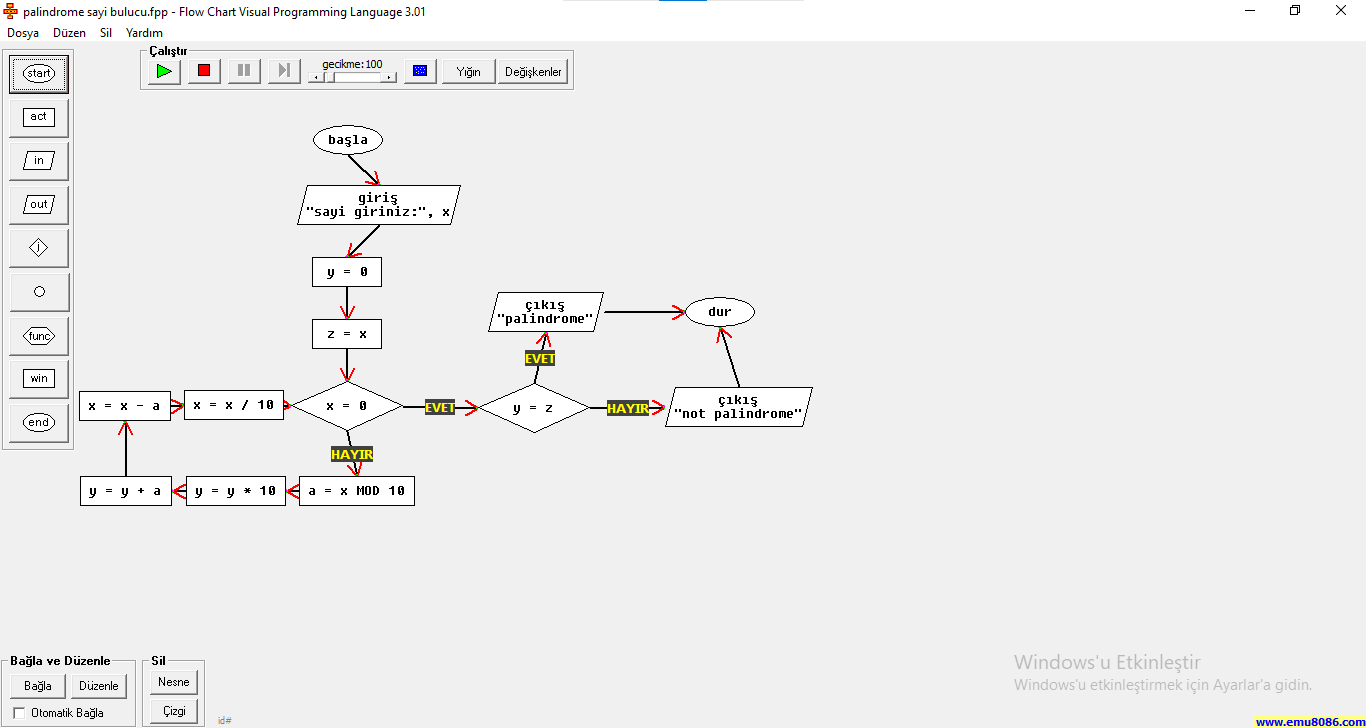 palindrome sayi bulucu.fpp - Flow Chart Visual Programming Language 3.01
Dosya Düzen Sil Yardım
Çalıştır
gecikme:100
Yığın
Değişkenler
start
act
in
out
j
func
win
end
başla
giriş
"sayi giriniz:", x
y = 0
z = x
x = 0
EVET
HAYIR
a = x MOD 10
y = y * 10
y = y + a
x = x - a
x = x / 10
y = z
EVET
HAYIR
çıkış
"palindrome"
dur
çıkış
"not palindrome"
Bağla ve Düzenle
Bağla
Düzenle
Otomatik Bağla
Sil
Nesne
Çizgi
id#
Windows'u Etkinleştir
Windows'u etkinleştirmek için Ayarlar'a gidin.
www.emu8086.com